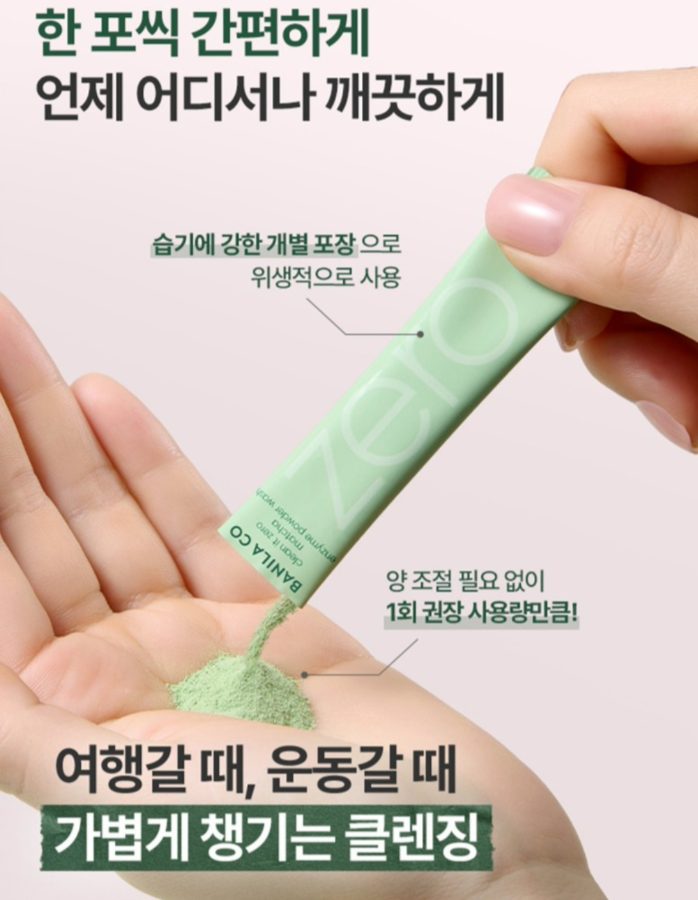 한 포씩 간편하게
언제 어디서나 깨끗하게
습기에 강한 개별 포장으로
위생적으로 사용
zero
BANILA CO
clean it zero
matcha
enzyme powder wash
양 조절 필요 없이
1회 권장 사용량만큼!
여행갈 때, 운동갈 때
가볍게 챙기는 클렌징